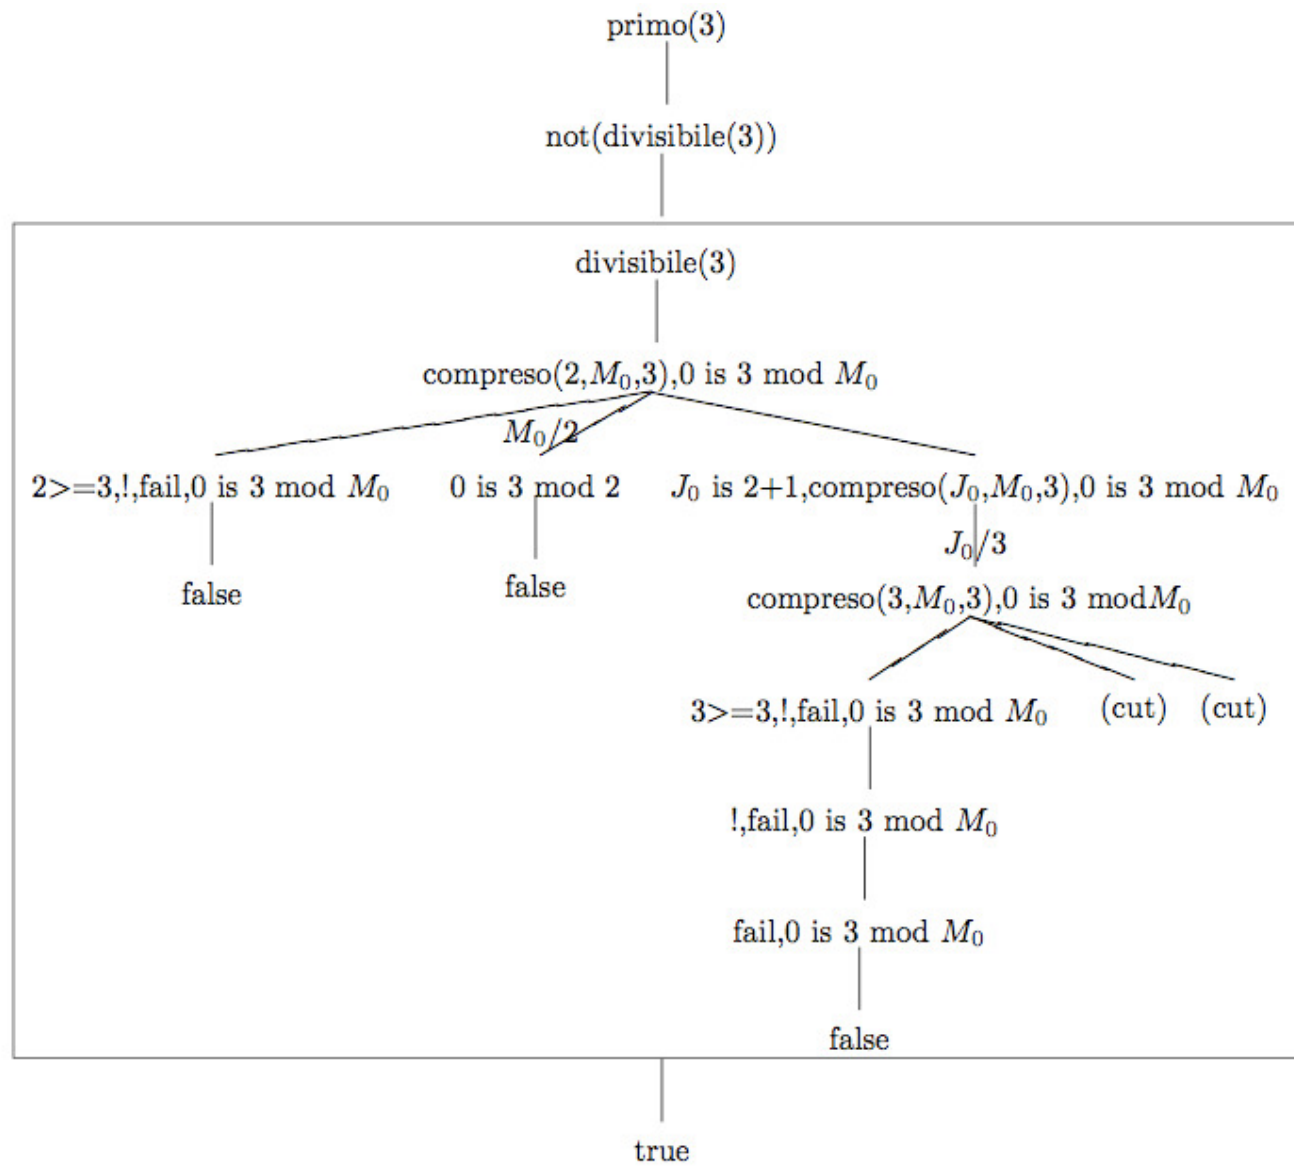 primo(3)
not(divisibile(3))
divisibile(3)
compreso(2,M₀,3),0 is 3 mod M₀
M₀/2
2>=3,!,fail,0 is 3 mod M₀ 0 is 3 mod 2 J₀ is 2+1,compreso(J₀,M₀,3),0 is 3 mod M₀
J₀/3
false false
compreso(3,M₀,3),0 is 3 modM₀
3>=3,!,fail,0 is 3 mod M₀ (cut) (cut)
!,fail,0 is 3 mod M₀
fail,0 is 3 mod M₀
false
true